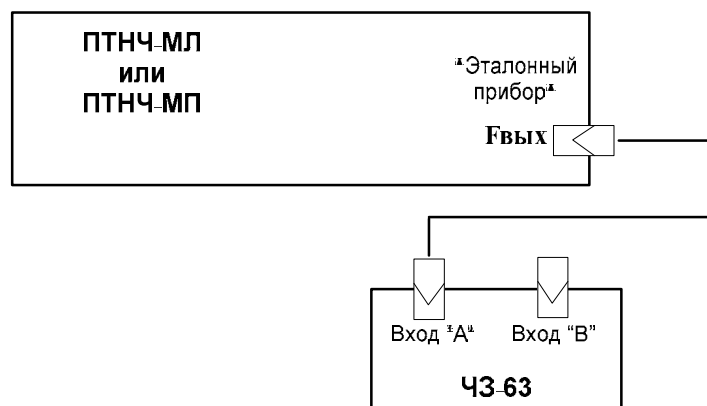 ПТНЧ-МЛ
или
ПТНЧ-МП
"Эталонный
прибор"
Fвых
Вход "А"
Вход "В"
ЧЗ-63